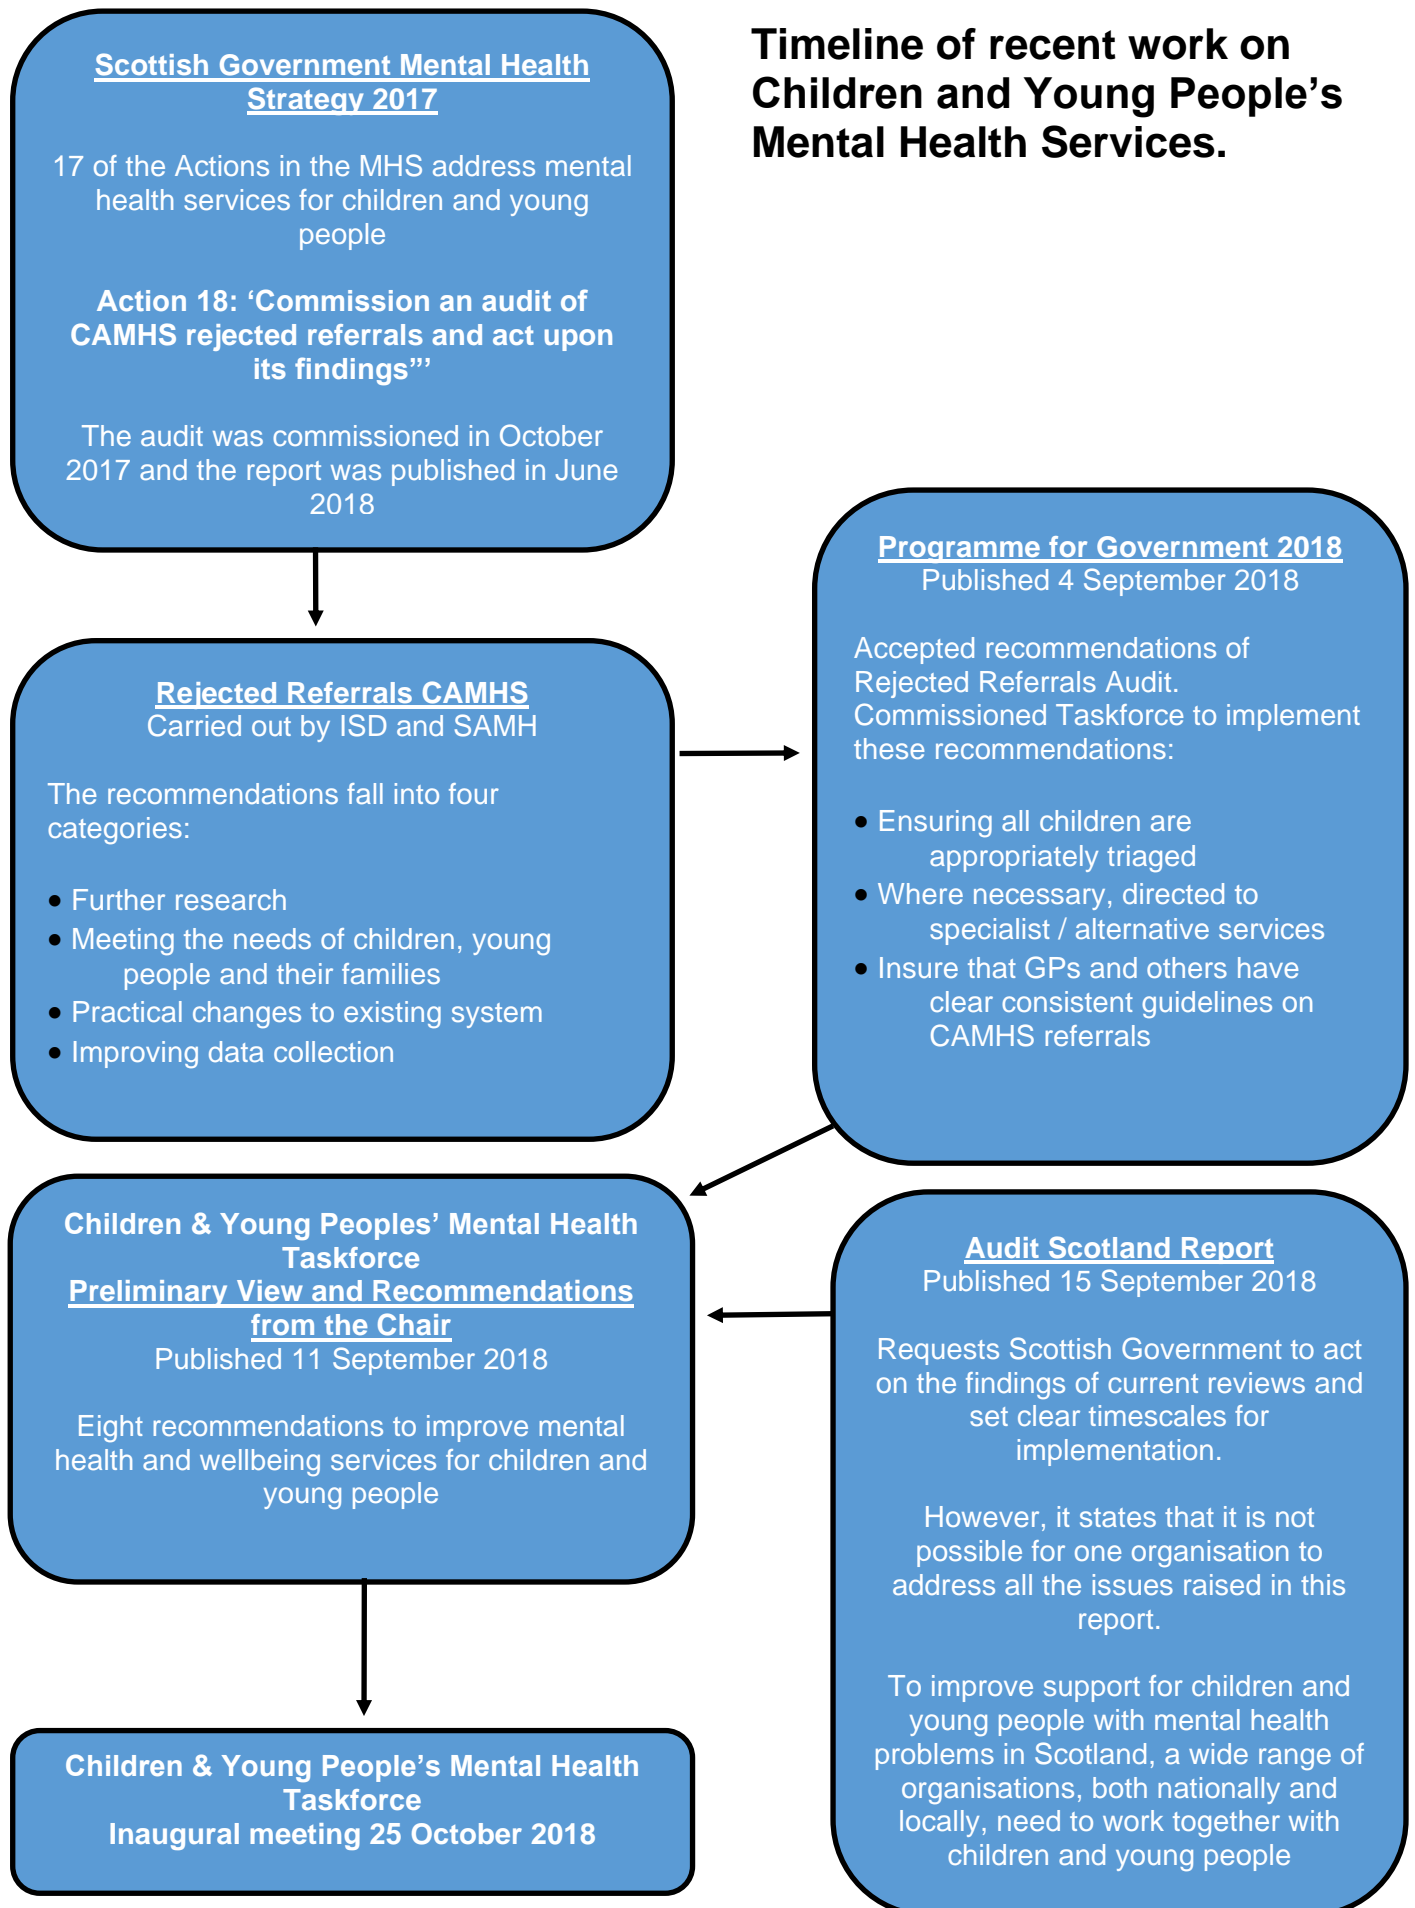 Timeline of recent work on
Children and Young People’s
Mental Health Services.
Scottish Government Mental Health
Strategy 2017
17 of the Actions in the MHS address mental
health services for children and young
people
Action 18: ‘Commission an audit of
CAMHS rejected referrals and act upon
its findings”’
The audit was commissioned in October
2017 and the report was published in June
2018
Rejected Referrals CAMHS
Carried out by ISD and SAMH
The recommendations fall into four
categories:
• Further research
• Meeting the needs of children, young
people and their families
• Practical changes to existing system
• Improving data collection
Programme for Government 2018
Published 4 September 2018
Accepted recommendations of
Rejected Referrals Audit.
Commissioned Taskforce to implement
these recommendations:
• Ensuring all children are
appropriately triaged
• Where necessary, directed to
specialist / alternative services
• Insure that GPs and others have
clear consistent guidelines on
CAMHS referrals
Children & Young Peoples’ Mental Health
Taskforce
Preliminary View and Recommendations
from the Chair
Published 11 September 2018
Eight recommendations to improve mental
health and wellbeing services for children and
young people
Audit Scotland Report
Published 15 September 2018
Requests Scottish Government to act
on the findings of current reviews and
set clear timescales for
implementation.
However, it states that it is not
possible for one organisation to
address all the issues raised in this
report.
To improve support for children and
young people with mental health
problems in Scotland, a wide range of
organisations, both nationally and
locally, need to work together with
children and young people
Children & Young People’s Mental Health
Taskforce
Inaugural meeting 25 October 2018